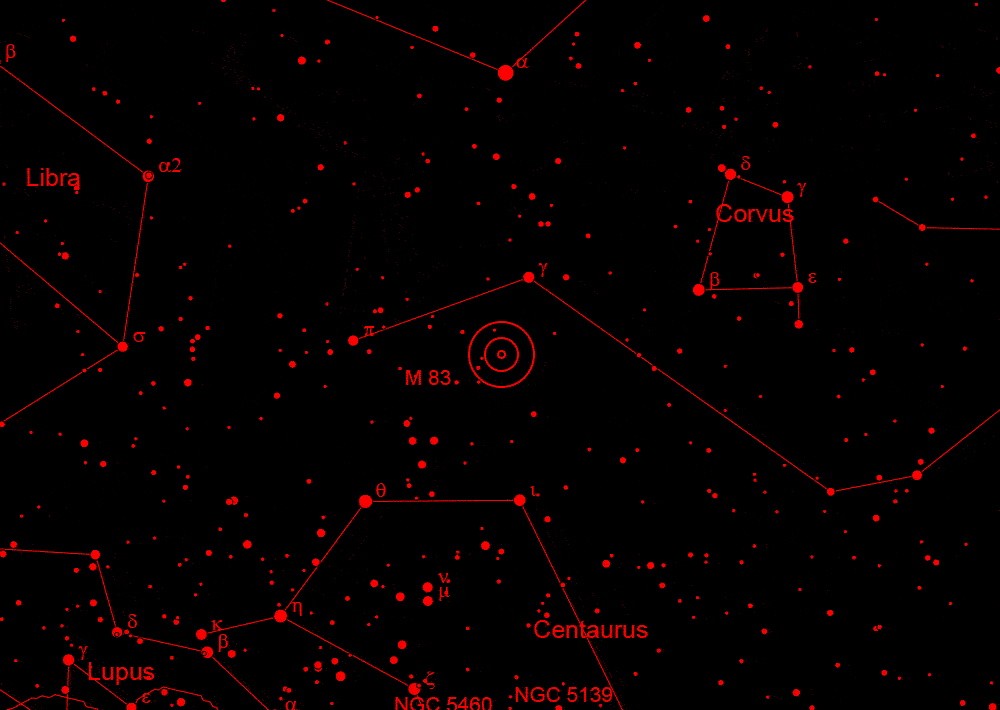 β
α
α2
δ
Libra
γ
Corvus
γ
β
ε
π
σ
M 83
θ
ι
ν
μ
η
δ
κ
Centaurus
β
γ
Lupus
ζ
ε
α
NGC 5460
NGC 5139